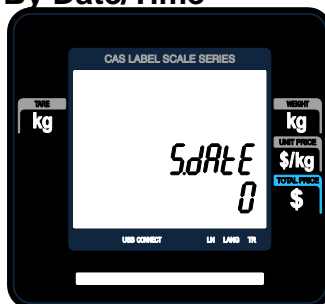 By Date/Time
CAS LABEL SCALE SERIES
TARE
kg
WEIGHT
kg
UNIT PRICE
$/kg
TOTAL PRICE
$
S.dAtE
0
USB CONNECT LN LANG TR